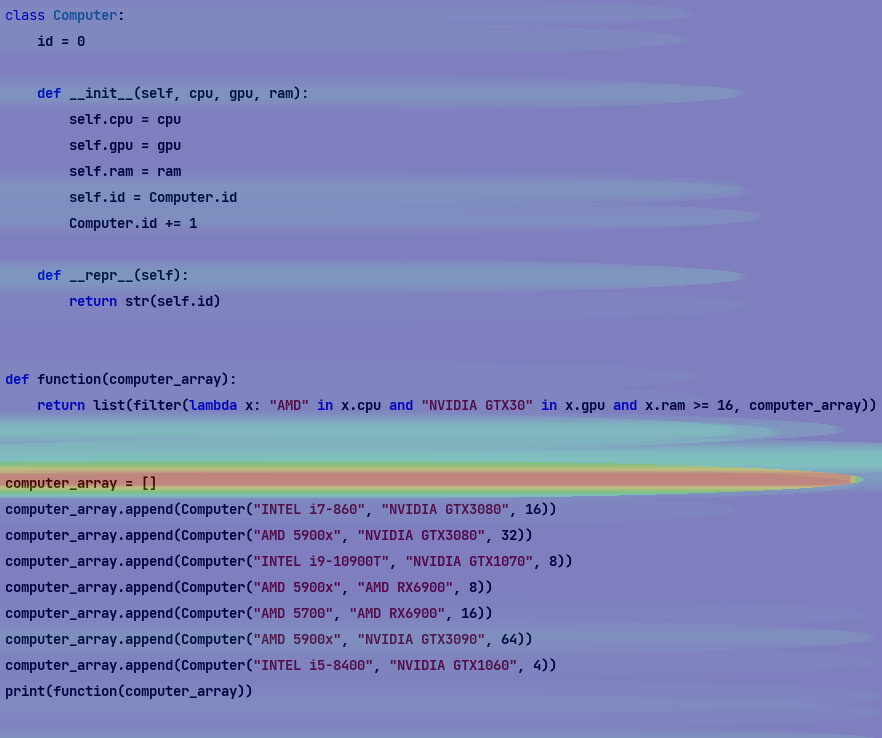 class Computer:
    id = 0
    def __init__(self, cpu, gpu, ram):
        self.cpu = cpu
        self.gpu = gpu
        self.ram = ram
        self.id = Computer.id
        Computer.id += 1
    def __repr__(self):
        return str(self.id)
def function(computer_array):
    return list(filter(lambda x: "AMD" in x.cpu and "NVIDIA GTX30" in x.gpu and x.ram >= 16, computer_array))
computer_array = []
computer_array.append(Computer("INTEL i7-860", "NVIDIA GTX3080", 16))
computer_array.append(Computer("AMD 5900x", "NVIDIA GTX3080", 32))
computer_array.append(Computer("INTEL i9-10900T", "NVIDIA GTX1070", 8))
computer_array.append(Computer("AMD 5900x", "AMD RX6900", 8))
computer_array.append(Computer("AMD 5700", "AMD RX6900", 16))
computer_array.append(Computer("AMD 5900x", "NVIDIA GTX3090", 64))
computer_array.append(Computer("INTEL i5-8400", "NVIDIA GTX1060", 4))
print(function(computer_array))